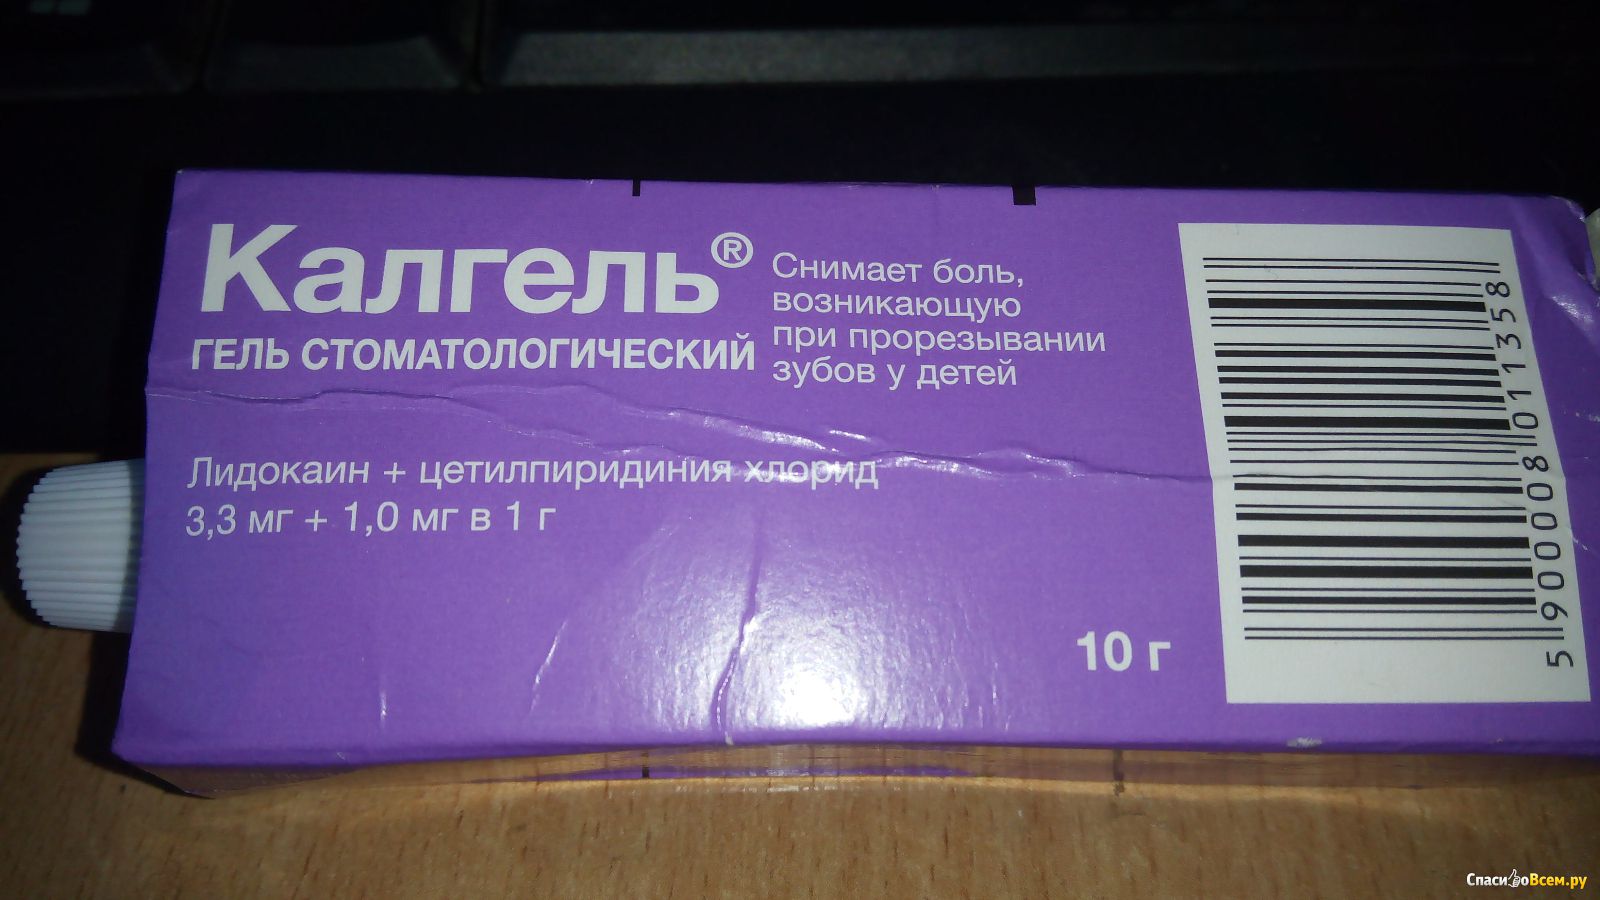 Калгель®
ГЕЛЬ СТОМАТОЛОГИЧЕСКИЙ
Снимает боль,
возникающую
при прорезывании
зубов у детей
Лидокаин + цетилпиридиния хлорид
3,3 мг + 1,0 мг в 1 г
10 г
5 900008 011358
СпасибоВсем.ру